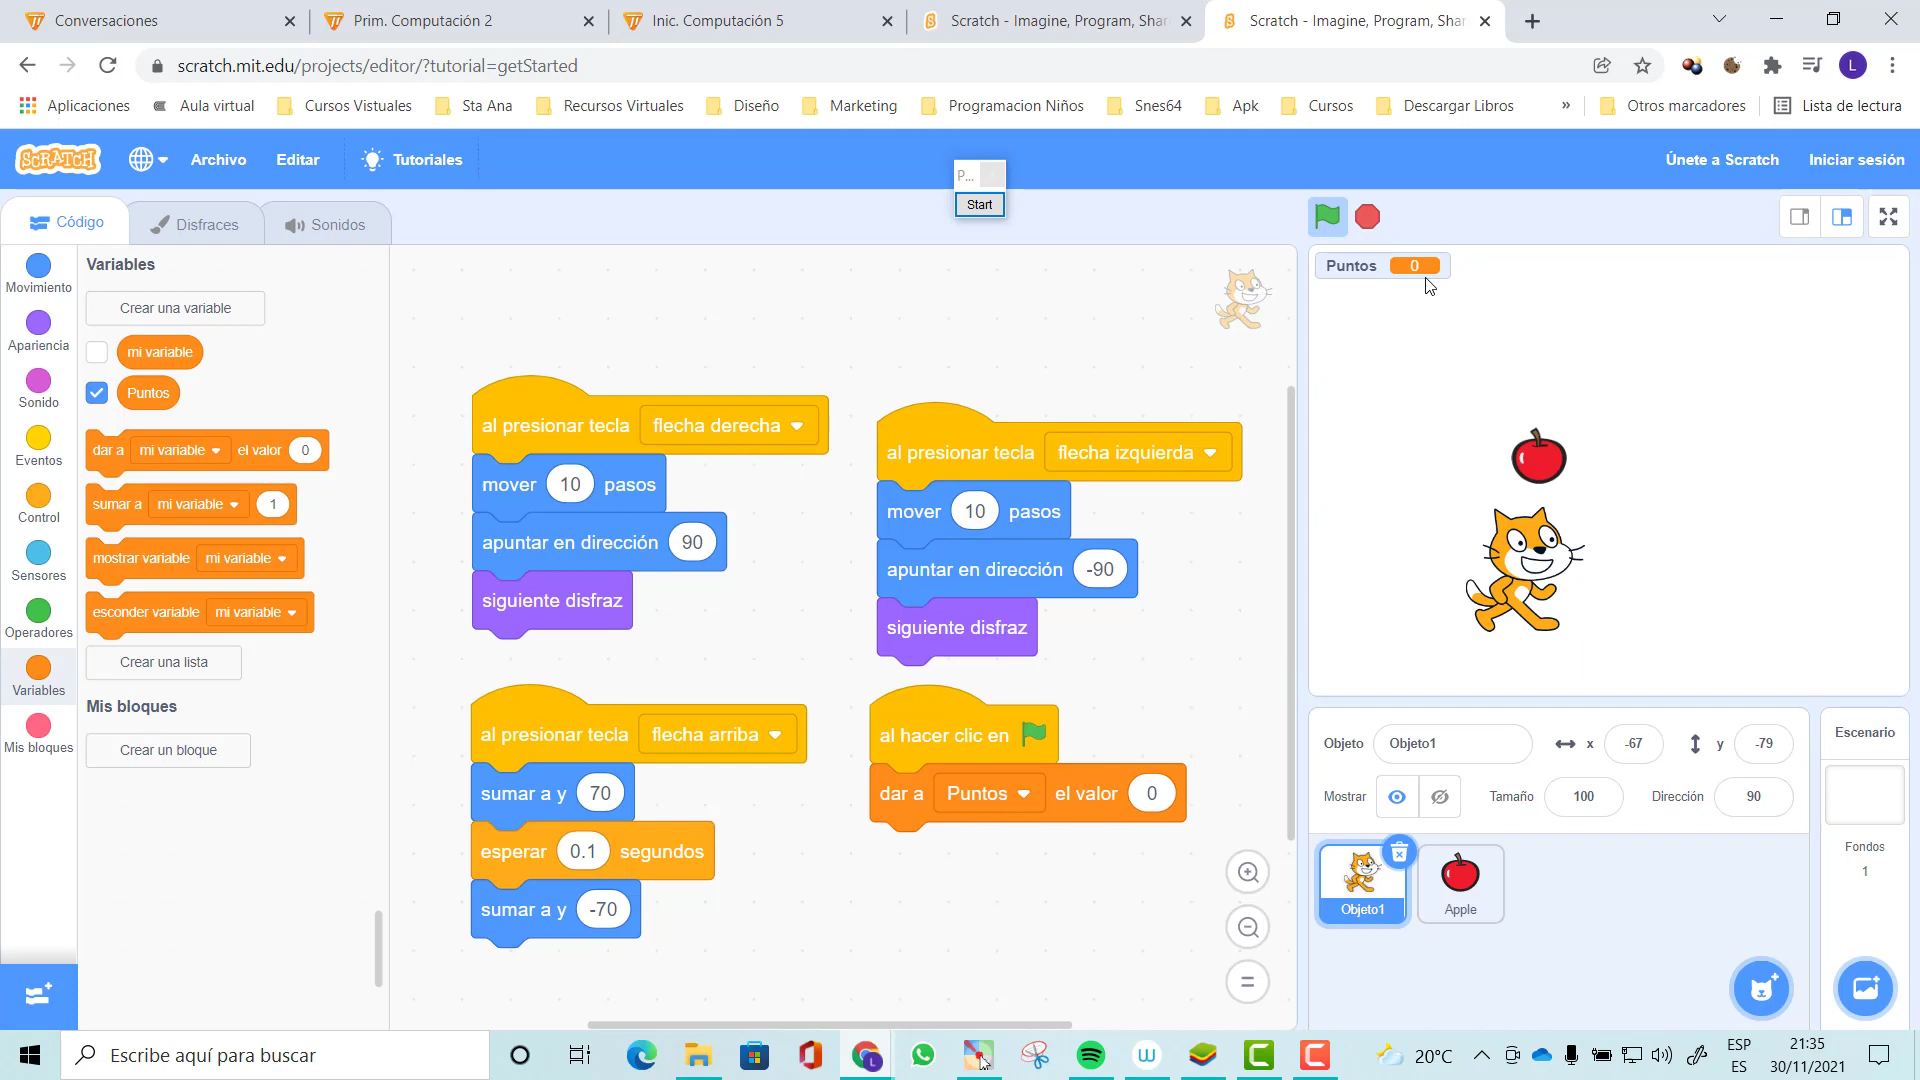 Conversaciones
Prim. Computación 2
Inic. Computación 5
Scratch - Imagine, Program, Shar
Scratch - Imagine, Program, Shar
scratch.mit.edu/projects/editor/?tutorial=getStarted
L
Aplicaciones
Aula virtual
Cursos Vistuales
Sta Ana
Recursos Virtuales
Diseño
Marketing
Programacion Niños
Snes64
Apk
Cursos
Descargar Libros
»
Otros marcadores
Lista de lectura
SCRATCH
Archivo
Editar
Tutoriales
P...
Start
Únete a Scratch
Iniciar sesión
Código
Disfraces
Sonidos
Movimiento
Apariencia
Sonido
Eventos
Control
Sensores
Operadores
Variables
Mis bloques
Variables
Crear una variable
mi variable
Puntos
dar a mi variable el valor 0
sumar a mi variable 1
mostrar variable mi variable
esconder variable mi variable
Crear una lista
Mis bloques
Crear un bloque
al presionar tecla flecha derecha
mover 10 pasos
apuntar en dirección 90
siguiente disfraz
al presionar tecla flecha izquierda
mover 10 pasos
apuntar en dirección -90
siguiente disfraz
al presionar tecla flecha arriba
sumar a y 70
esperar 0.1 segundos
sumar a y -70
al hacer clic en
dar a Puntos el valor 0
Puntos 0
Objeto Objeto1 x -67 y -79
Mostrar Tamaño 100 Dirección 90
Objeto1
Apple
Escenario
Fondos
1
Escribe aquí para buscar
20°C
ESP
ES
21:35
30/11/2021